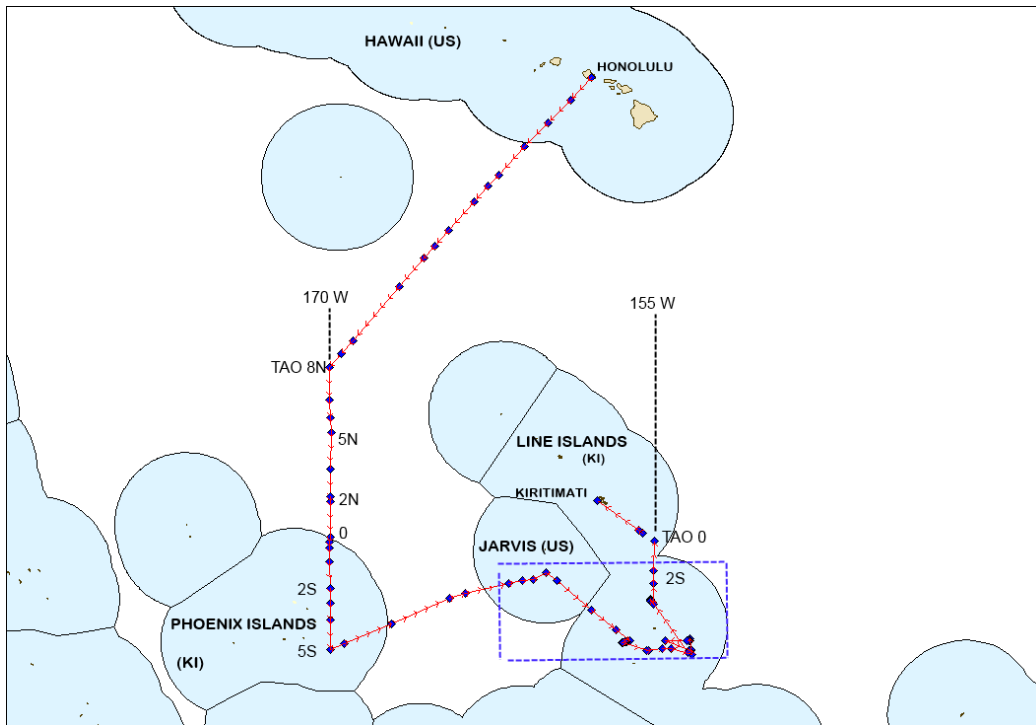 HAWAII (US)
HONOLULU
170 W
155 W
TAO 8N
5N
LINE ISLANDS
(KI)
KIRITIMATI
2N
0
TAO 0
JARVIS (US)
2S
2S
PHOENIX ISLANDS
5S
(KI)